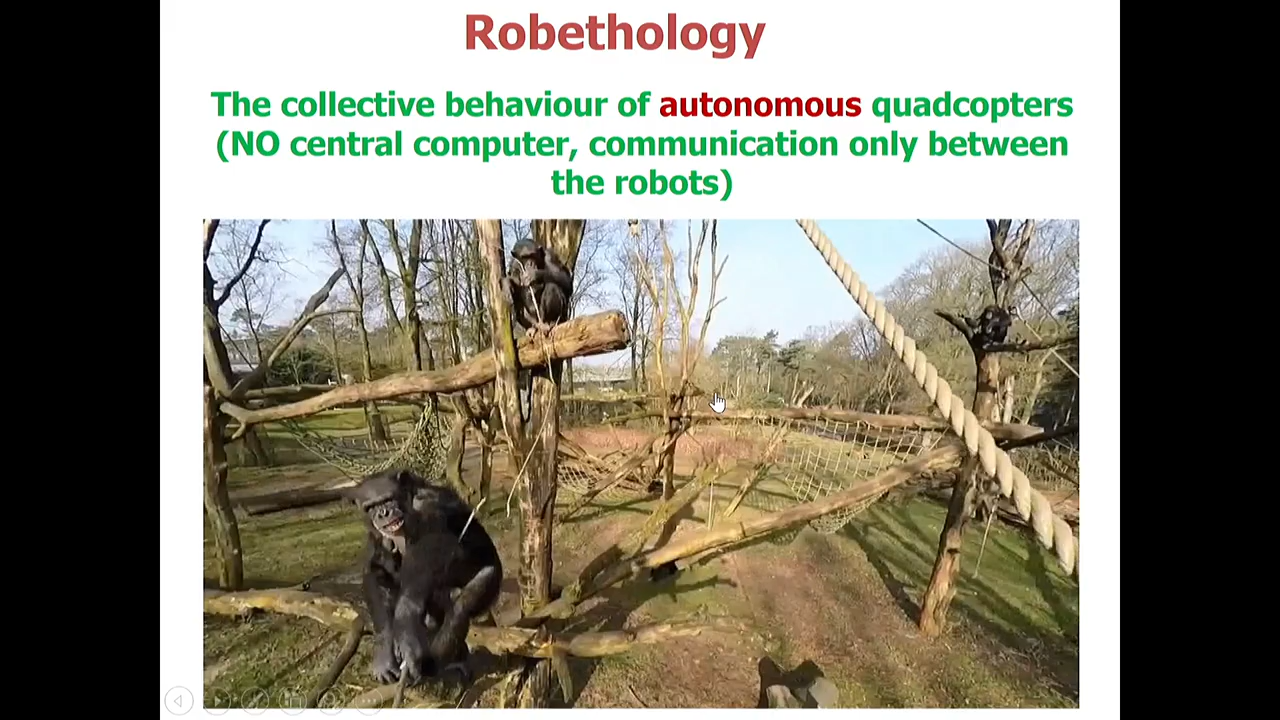 Robethology
The collective behaviour of autonomous quadcopters
(NO central computer, communication only between
the robots)